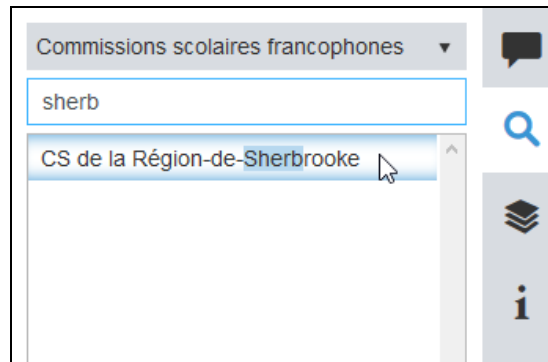 Commissions scolaires francophones
sherb
CS de la Région-de-Sherbrooke